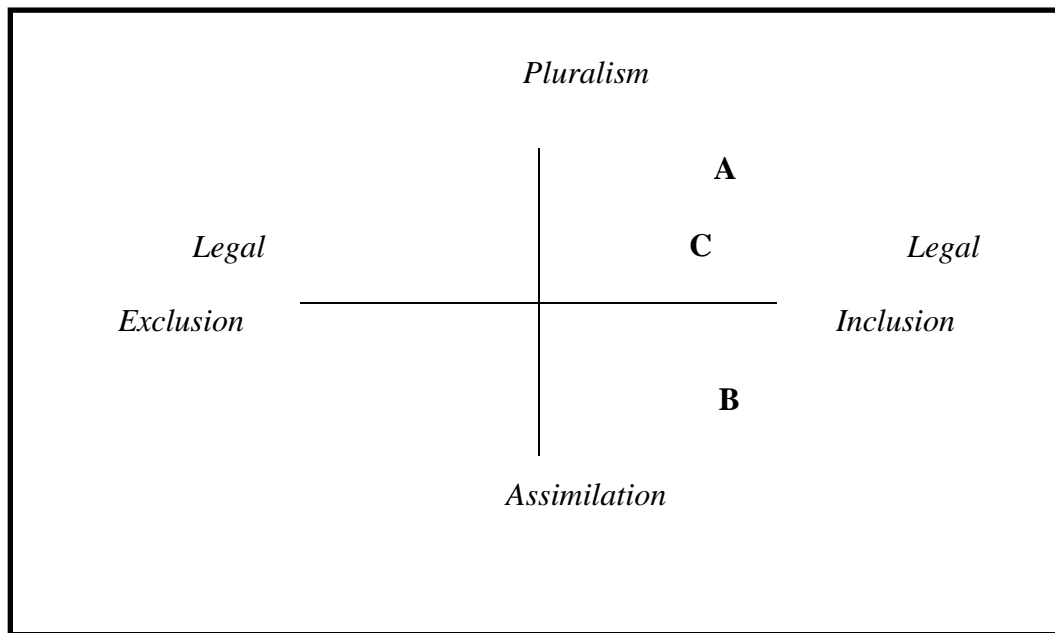 Pluralism
A
Legal C Legal
Exclusion Inclusion
B
Assimilation